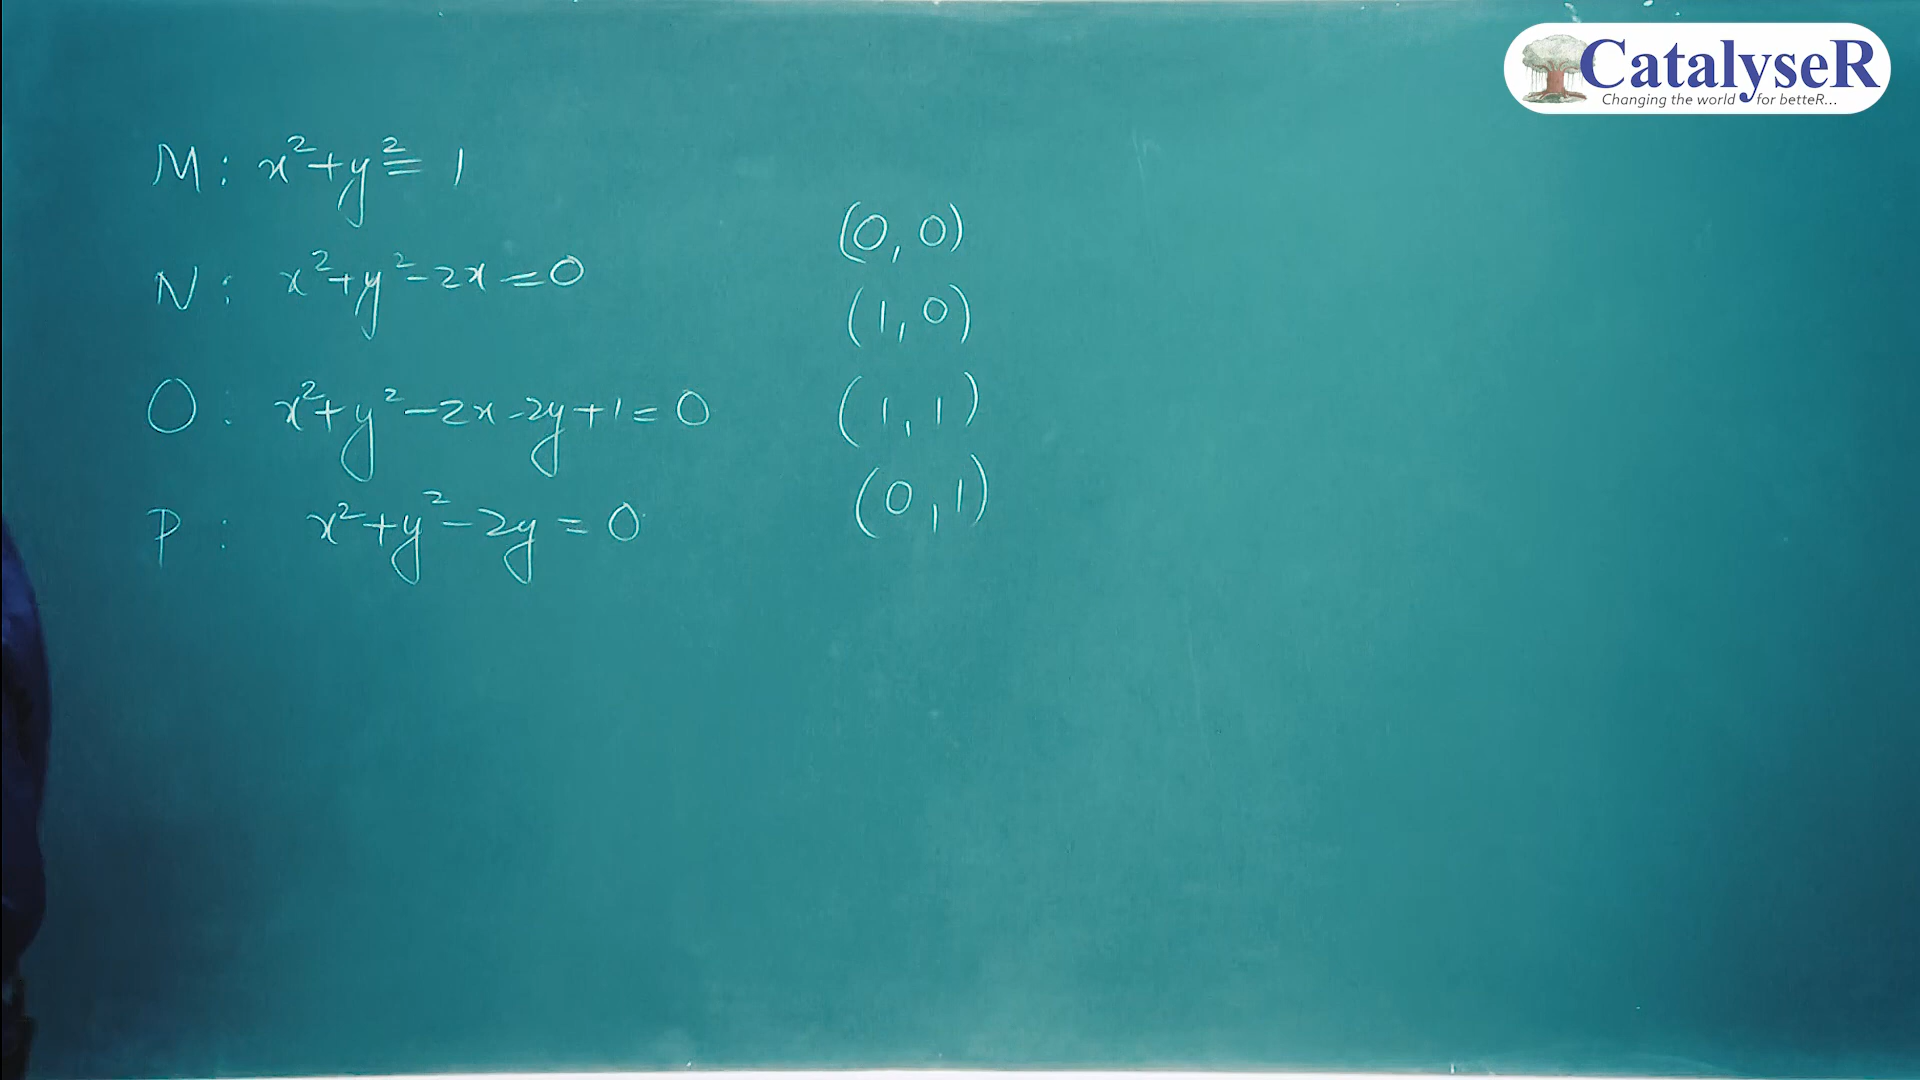 CatalyseR
Changing the world for betteR...
M: x²+y²=1
N: x²+y²-2x=0
O: x²+y²-2x-2y+1=0
P: x²+y²-2y=0
(0,0)
(1,0)
(1,1)
(0,1)